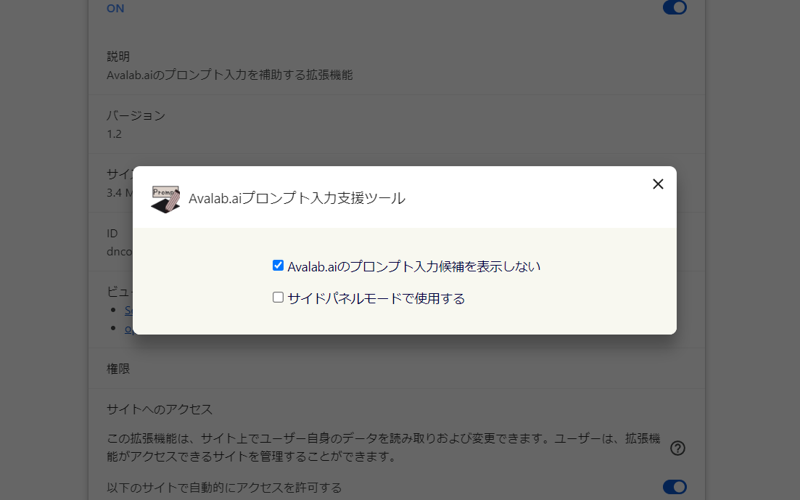 ON
説明
Avalab.aiのプロンプト入力を補助する拡張機能
バージョン
1.2
サイ
3.4 M
Avalab.aiプロンプト入力支援ツール
ID
dnco
Avalab.aiのプロンプト入力候補を表示しない
ビュー
サイドパネルモードで使用する
権限
サイトへのアクセス
この拡張機能は、サイト上でユーザー自身のデータを読み取りおよび変更できます。ユーザーは、拡張機
能がアクセスできるサイトを管理することができます。
以下のサイトで自動的にアクセスを許可する